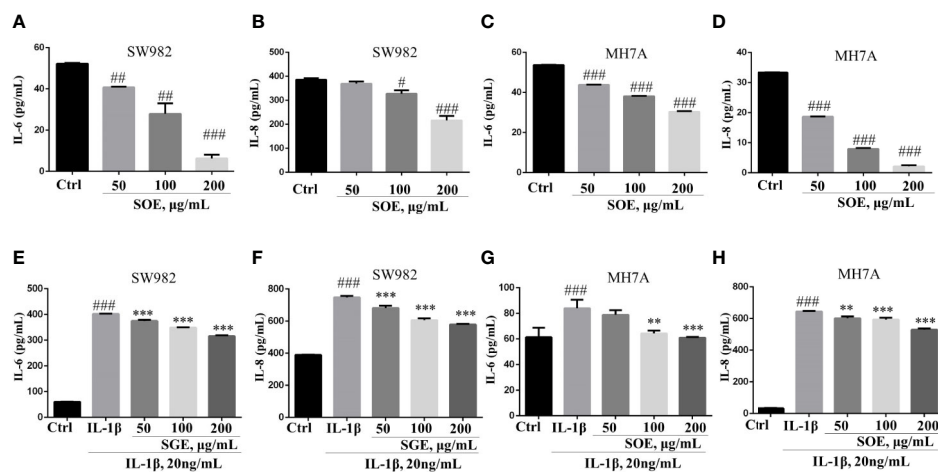 A
SW982
IL-6 (pg/mL)
60
40
20
0
##
##
###
Ctrl 50 100 200
SOE, μg/mL
B
SW982
IL-8 (pg/mL)
500
400
300
200
100
0
#
###
Ctrl 50 100 200
SOE, μg/mL
C
MH7A
IL-6 (pg/mL)
60
40
20
0
###
###
###
Ctrl 50 100 200
SOE, μg/mL
D
MH7A
IL-8 (pg/mL)
40
30
20
10
0
###
###
###
Ctrl 50 100 200
SOE, μg/mL
E
SW982
IL-6 (pg/mL)
500
400
300
200
100
0
###
***
***
***
Ctrl IL-1β 50 100 200
SGE, μg/mL
IL-1β, 20ng/mL
F
SW982
IL-8 (pg/mL)
1000
800
600
400
200
0
###
***
***
***
Ctrl IL-1β 50 100 200
SGE, μg/mL
IL-1β, 20ng/mL
G
MH7A
IL-6 (pg/mL)
100
80
60
40
20
0
###
**
***
Ctrl IL-1β 50 100 200
SOE, μg/mL
IL-1β, 20ng/mL
H
MH7A
IL-8 (pg/mL)
800
600
400
200
0
###
**
***
***
Ctrl IL-1β 50 100 200
SOE, μg/mL
IL-1β, 20ng/mL